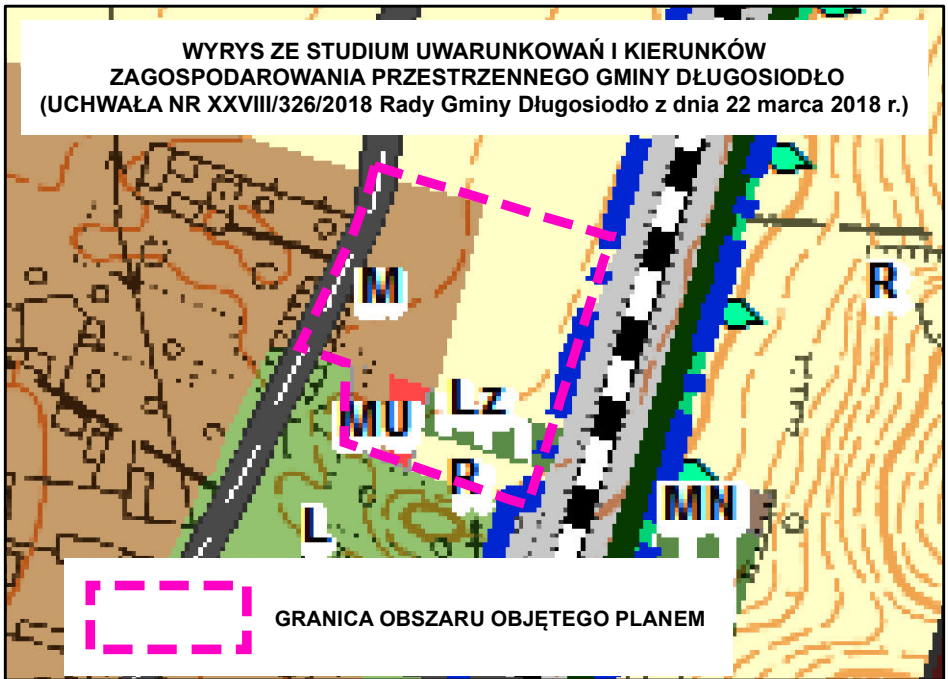 WYRYS ZE STUDIUM UWARUNKOWAŃ I KIERUNKÓW
ZAGOSPODAROWANIA PRZESTRZENNEGO GMINY DŁUGOSIODŁO
(UCHWAŁA NR XXVIII/326/2018 Rady Gminy Długosiodło z dnia 22 marca 2018 r.)
R
M
Lz
MU
R
MN
L
GRANICA OBSZARU OBJĘTEGO PLANEM